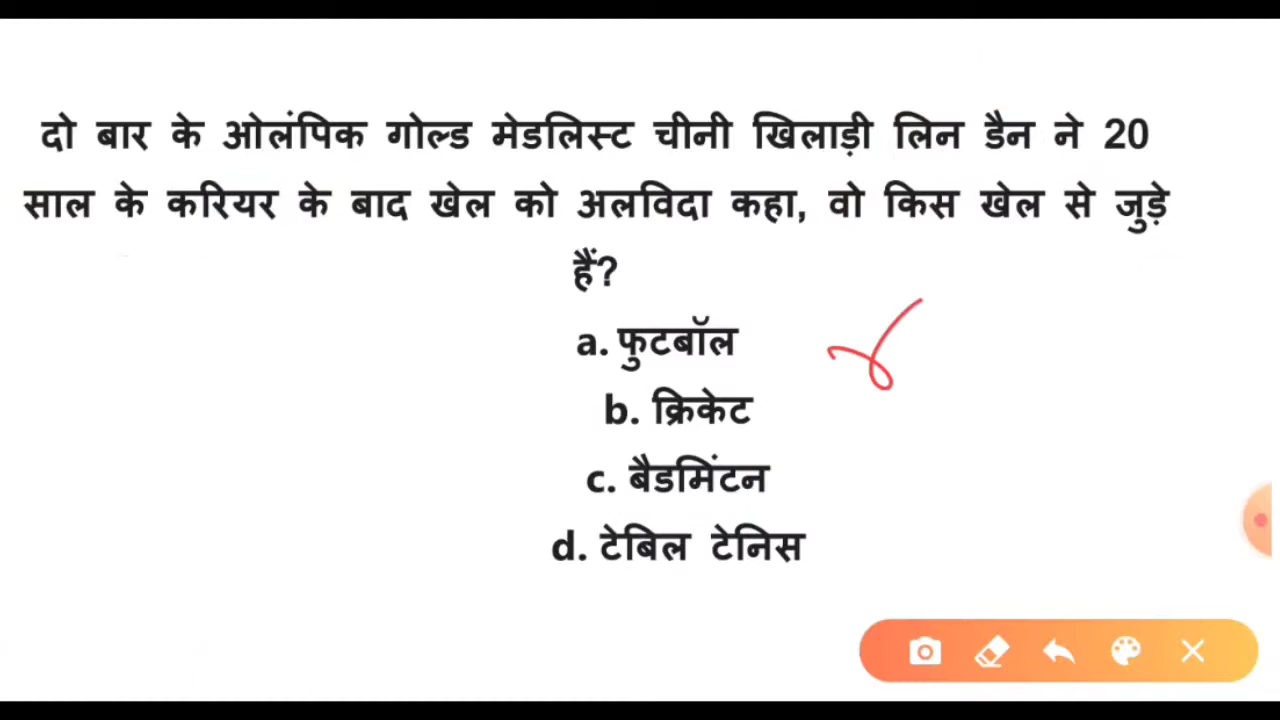 दो बार के ओलंपिक गोल्ड मेडलिस्ट चीनी खिलाड़ी लिन डैन ने 20
साल के करियर के बाद खेल को अलविदा कहा, वो किस खेल से जुड़े
हैं?
a. फुटबॉल
b. क्रिकेट
c. बैडमिंटन
d. टेबिल टेनिस